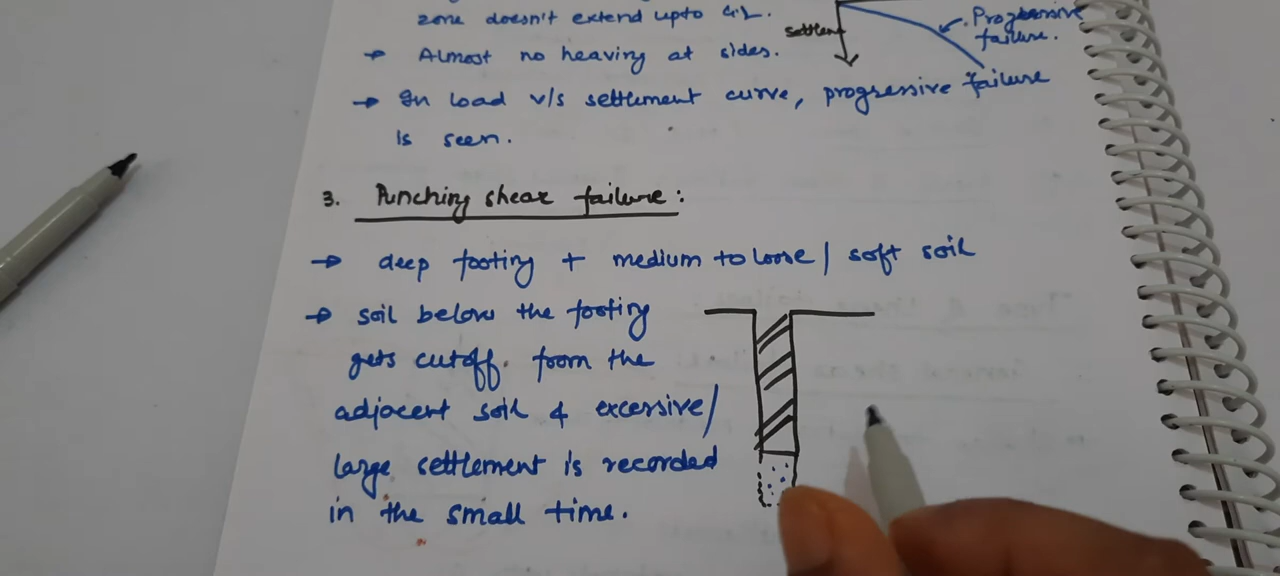 zone doesn't extend upto G.L.
settlem
Progressive
failure.
→ Almost no heaving at sides.
→ In load v/s settlement curve, progressive failure
is seen.
3. Punching shear failure:
→ deep footing + medium to loose/ soft soil
→ soil below the footing
gets cutoff. from the
adjacent soil & excessive/
large settlement is recorded
in the small time.